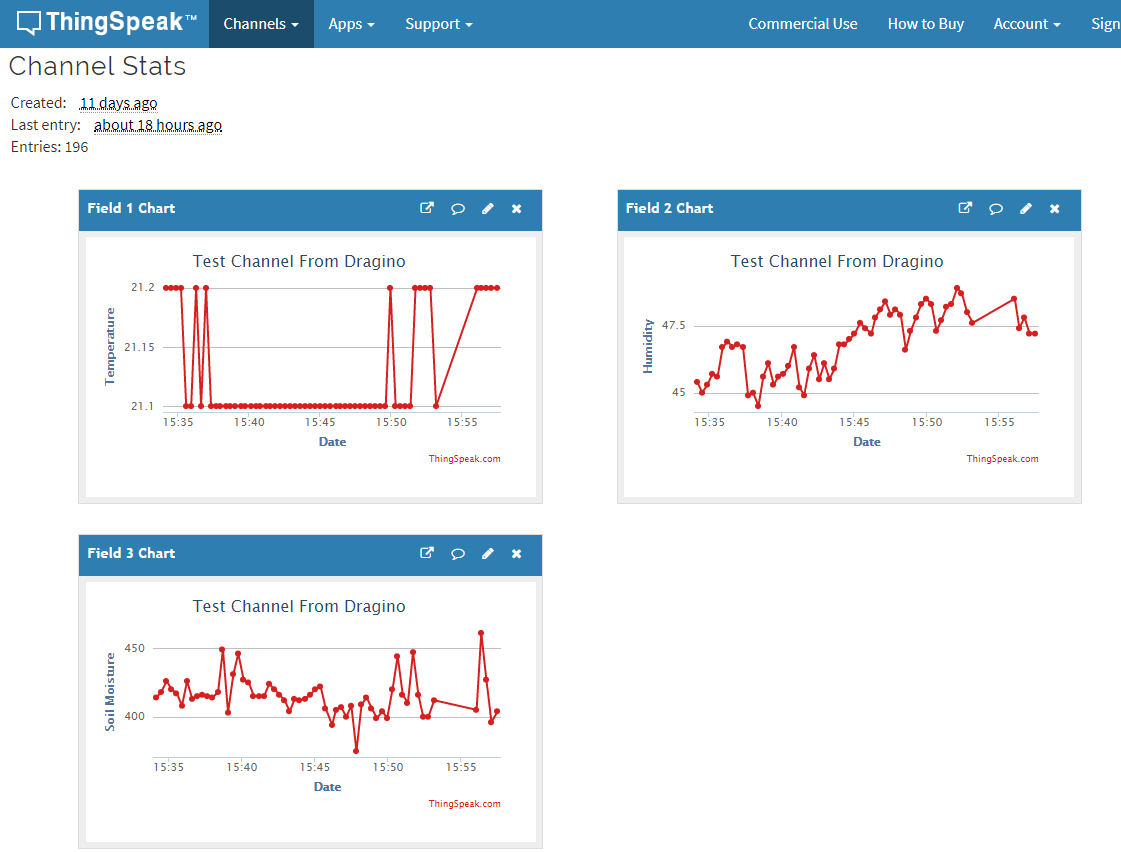 ThingSpeak™ Channels Apps Support Commercial Use How to Buy Account Sign
Channel Stats
Created: 11 days ago
Last entry: about 18 hours ago
Entries: 196
Field 1 Chart
Test Channel From Dragino
Temperature
21.2
21.15
21.1
15:35 15:40 15:45 15:50 15:55
Date
ThingSpeak.com
Field 2 Chart
Test Channel From Dragino
Humidity
47.5
45
15:35 15:40 15:45 15:50 15:55
Date
ThingSpeak.com
Field 3 Chart
Test Channel From Dragino
Soil Moisture
450
400
15:35 15:40 15:45 15:50 15:55
Date
ThingSpeak.com